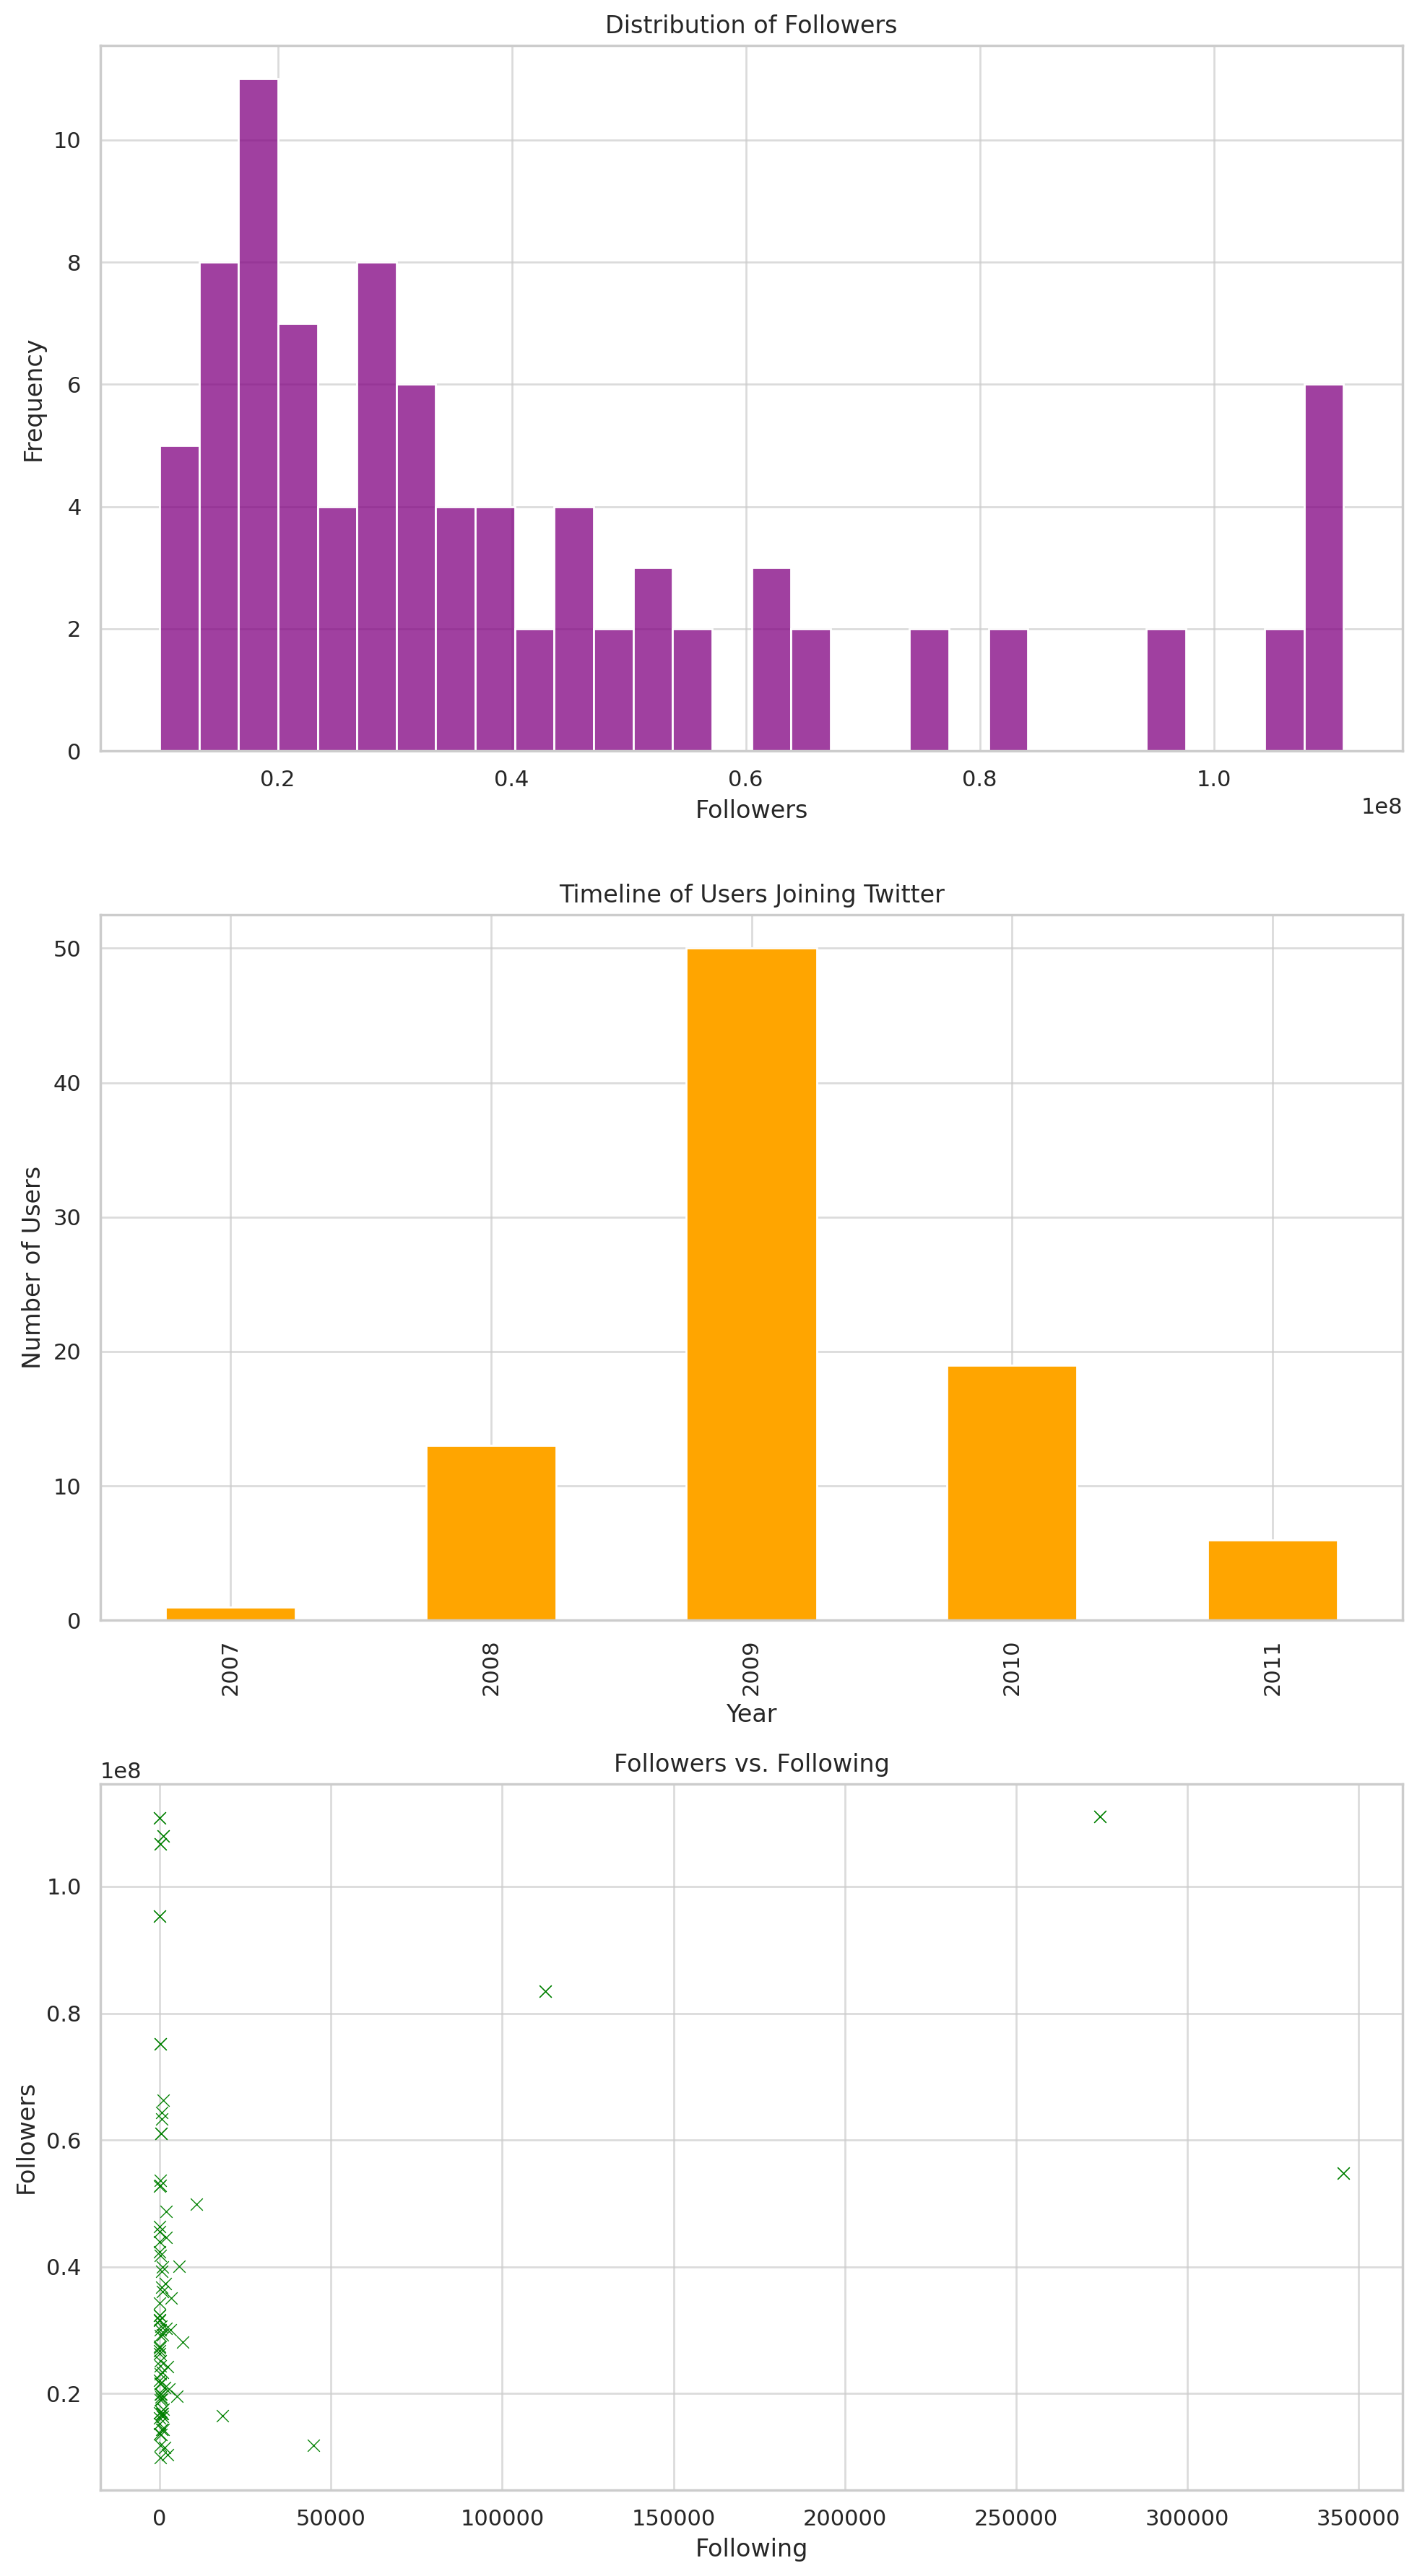 Distribution of Followers
10
8
6
4
2
0
Frequency
0.2 0.4 0.6 0.8 1.0
1e8
Followers
Timeline of Users Joining Twitter
50
40
30
20
10
0
Number of Users
2007 2008 2009 2010 2011
Year
Followers vs. Following
1e8
1.0
0.8
0.6
0.4
0.2
Followers
0 50000 100000 150000 200000 250000 300000 350000
Following